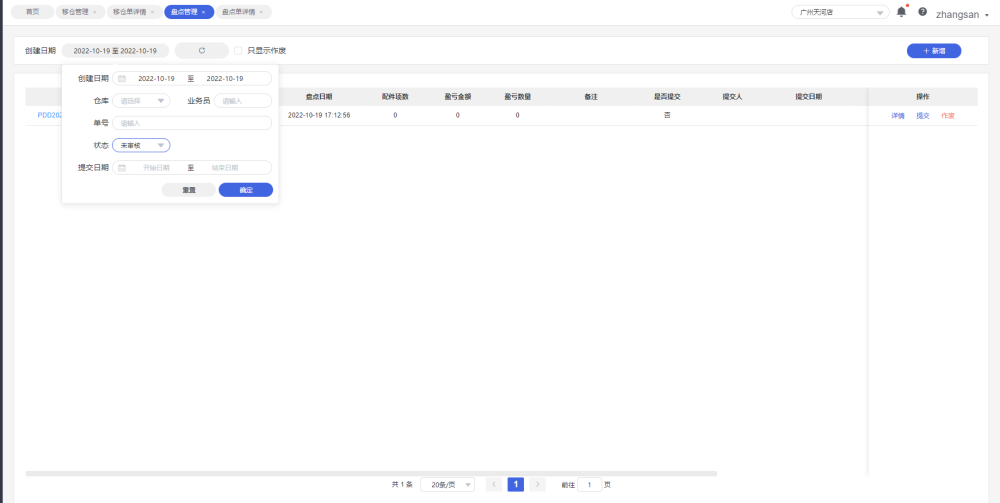 首页 移仓管理 × 移仓单详情 × 盘点管理 × 盘点单详情 × 广州天河店 zhangsan
创建日期 2022-10-19 至 2022-10-19 只显示作废 + 新增
创建日期 2022-10-19 至 2022-10-19
仓库 请选择 业务员 请输入
单号 请输入
状态 未审核
提交日期 开始日期 至 结束日期
重置 确定
盘点日期 配件项数 盈亏金额 盈亏数量 备注 是否提交 提交人 提交日期 操作
PDD202 2022-10-19 17:12:56 0 0 0 否 详情 提交 作废
共 1 条 20条/页 < 1 > 前往 1 页